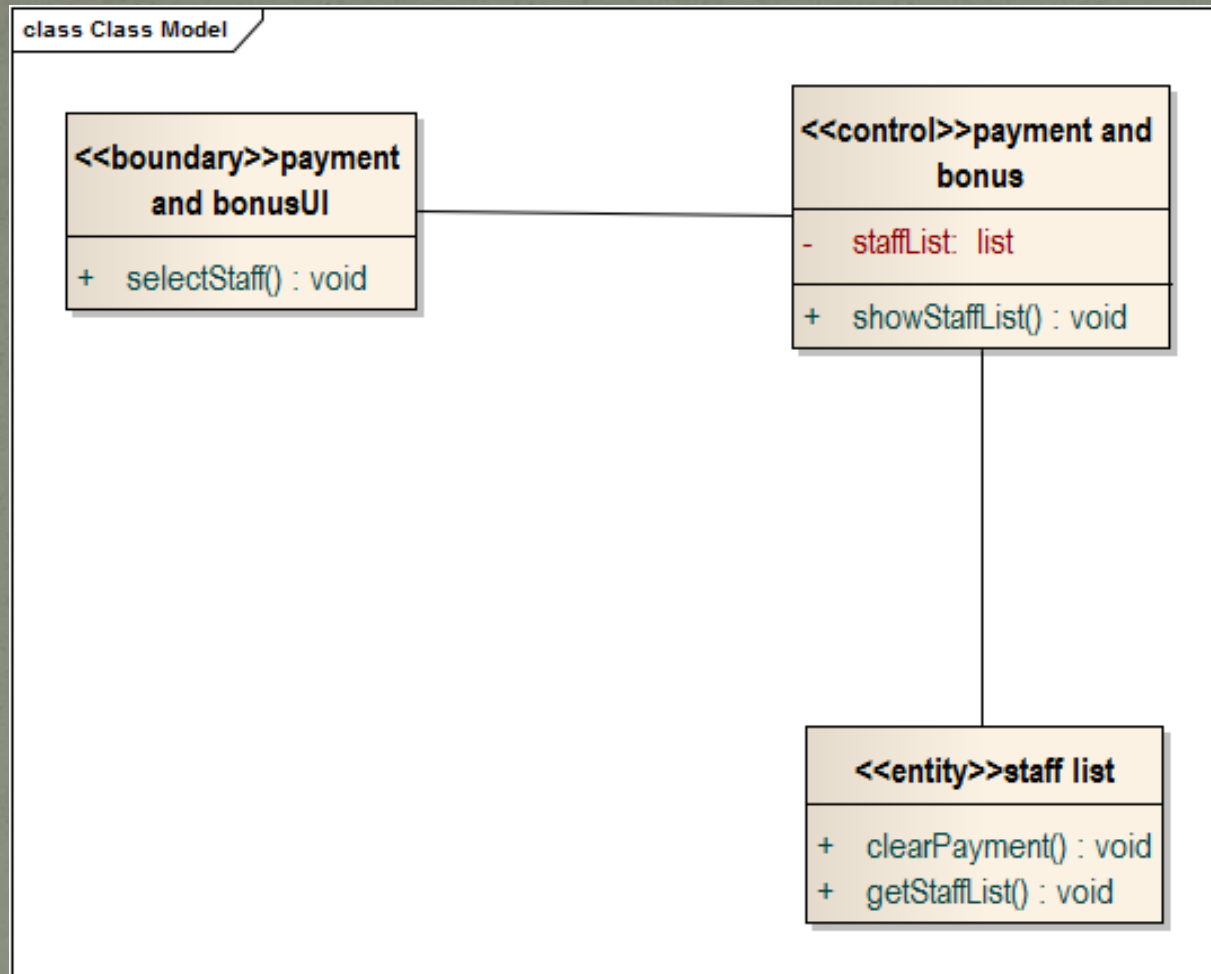 class Class Model
<<boundary>>payment
and bonusUI
+ selectStaff() : void
<<control>>payment and
bonus
- staffList: list
+ showStaffList() : void
<<entity>>staff list
+ clearPayment() : void
+ getStaffList() : void